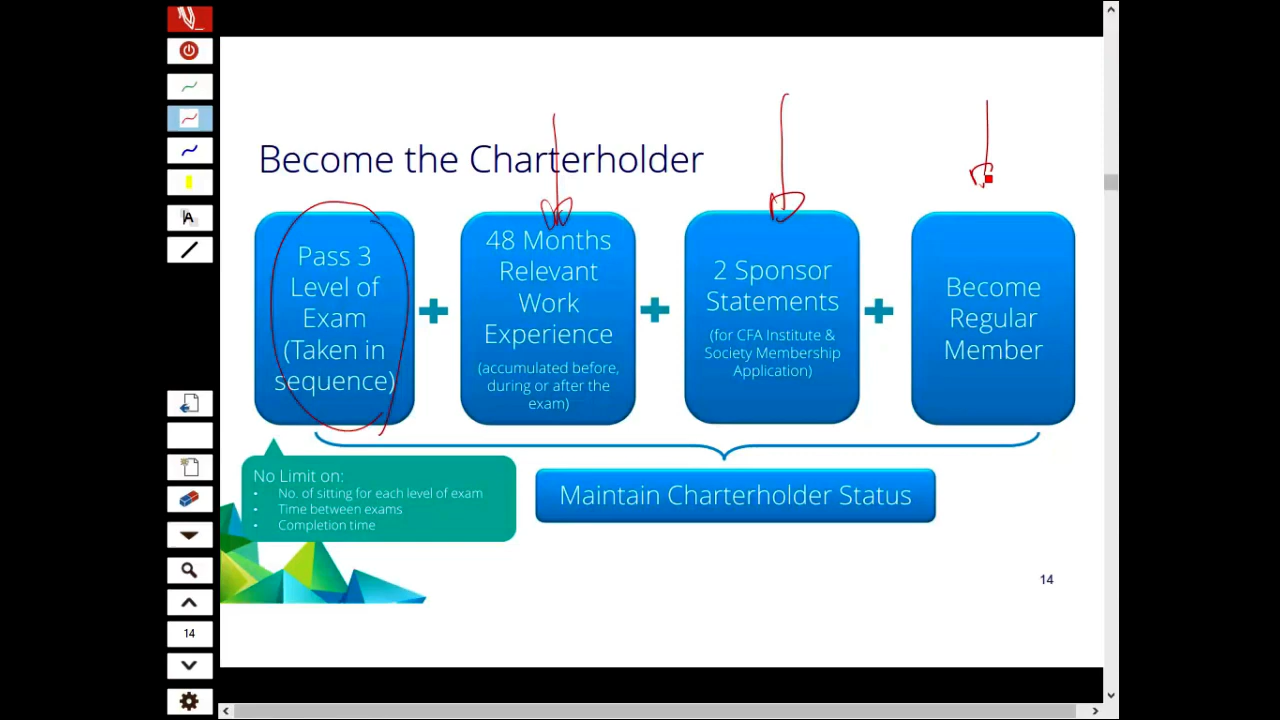 Become the Charterholder
Pass 3
Level of
Exam
(Taken in
sequence)
48 Months
Relevant
Work
Experience
(accumulated before,
during or after the
exam)
2 Sponsor
Statements
(for CFA Institute &
Society Membership
Application)
Become
Regular
Member
No Limit on:
• No. of sitting for each level of exam
• Time between exams
• Completion time
Maintain Charterholder Status
14
A
14